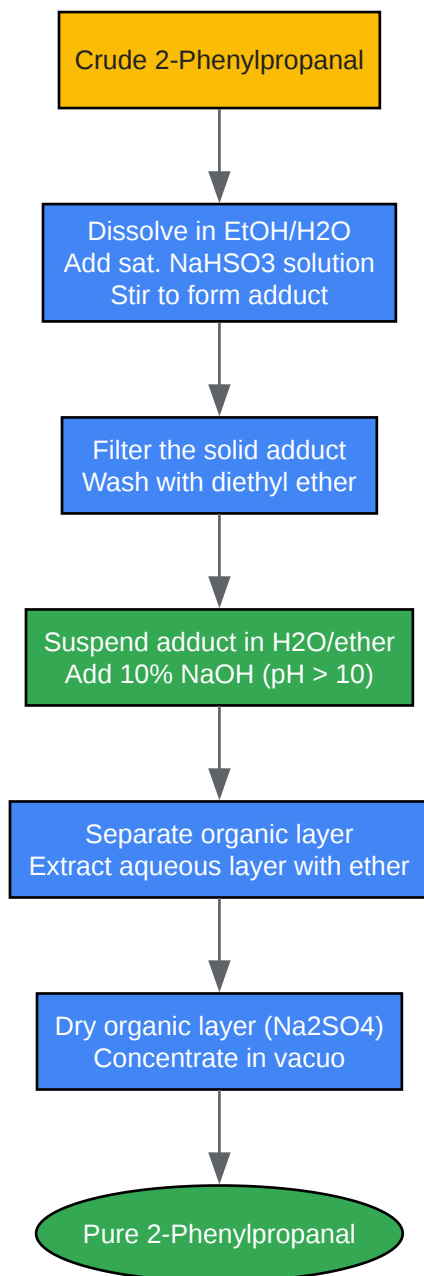 Crude 2-Phenylpropanal
Dissolve in EtOH/H2O
Add sat. NaHSO3 solution
Stir to form adduct
Filter the solid adduct
Wash with diethyl ether
Suspend adduct in H2O/ether
Add 10% NaOH (pH > 10)
Separate organic layer
Extract aqueous layer with ether
Dry organic layer (Na2SO4)
Concentrate in vacuo
Pure 2-Phenylpropanal